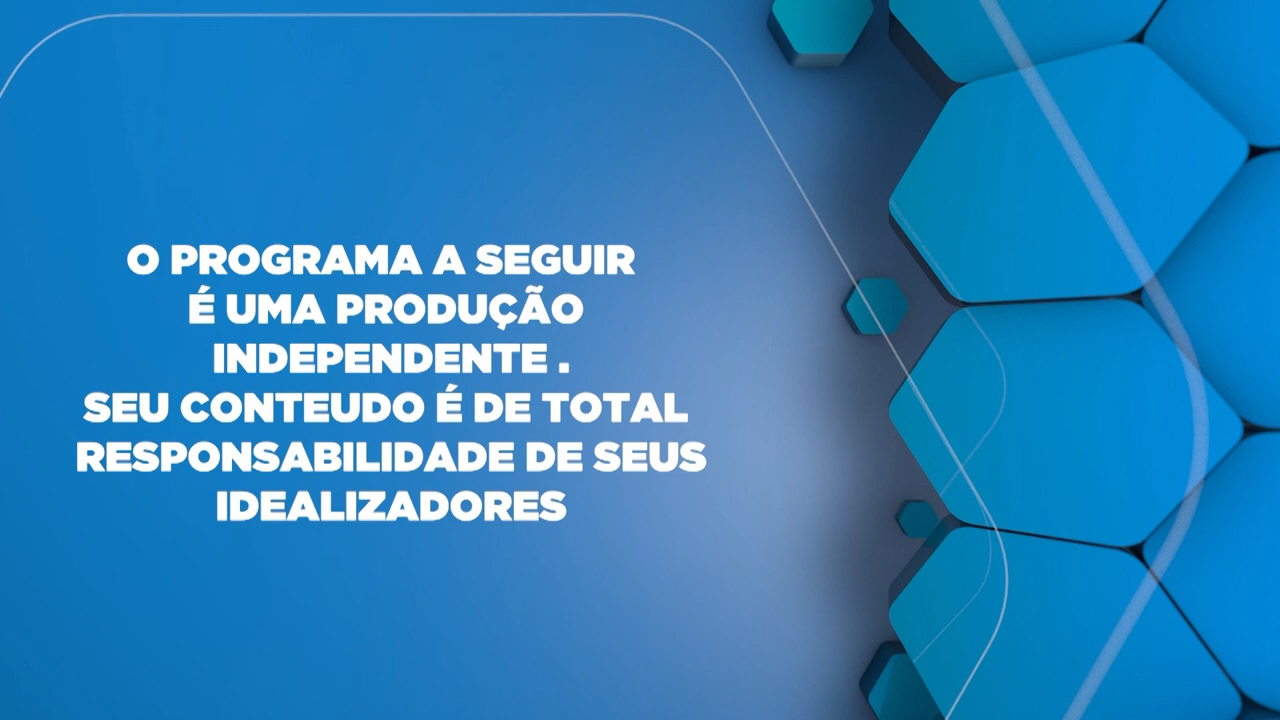 O PROGRAMA A SEGUIR
É UMA PRODUÇÃO
INDEPENDENTE .
SEU CONTEUDO É DE TOTAL
RESPONSABILIDADE DE SEUS
IDEALIZADORES